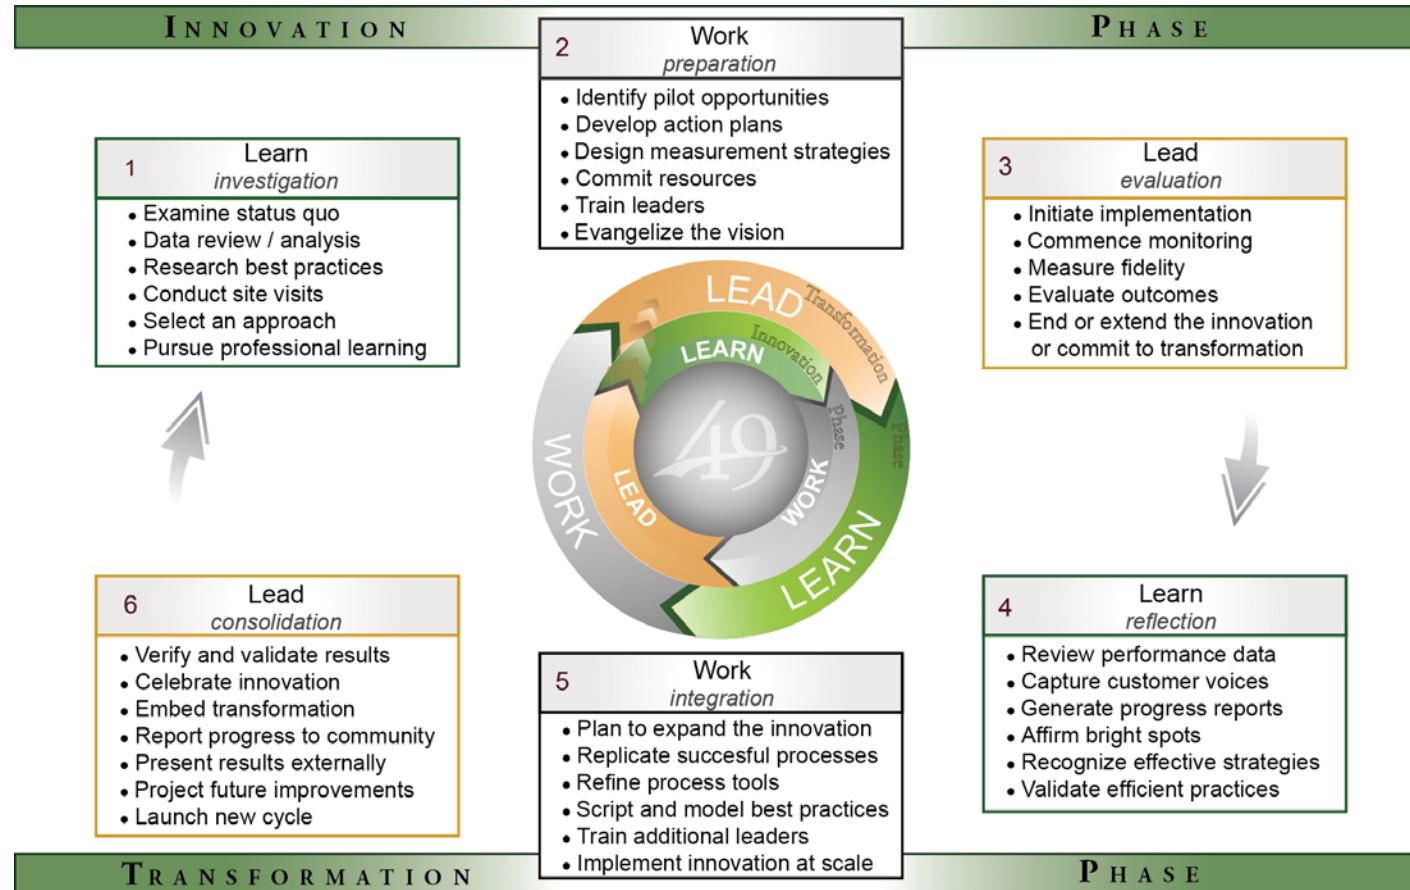 INNOVATION PHASE
2
Work
preparation
• Identify pilot opportunities
• Develop action plans
• Design measurement strategies
• Commit resources
• Train leaders
• Evangelize the vision
1
Learn
investigation
• Examine status quo
• Data review / analysis
• Research best practices
• Conduct site visits
• Select an approach
• Pursue professional learning
3
Lead
evaluation
• Initiate implementation
• Commence monitoring
• Measure fidelity
• Evaluate outcomes
• End or extend the innovation
or commit to transformation
LEAD
Transformation
Phase
LEARN
WORK
LEARN
Innovation
Phase
WORK
LEAD
49
6
Lead
consolidation
• Verify and validate results
• Celebrate innovation
• Embed transformation
• Report progress to community
• Present results externally
• Project future improvements
• Launch new cycle
5
Work
integration
• Plan to expand the innovation
• Replicate succesful processes
• Refine process tools
• Script and model best practices
• Train additional leaders
• Implement innovation at scale
4
Learn
reflection
• Review performance data
• Capture customer voices
• Generate progress reports
• Affirm bright spots
• Recognize effective strategies
• Validate efficient practices
TRANSFORMATION PHASE